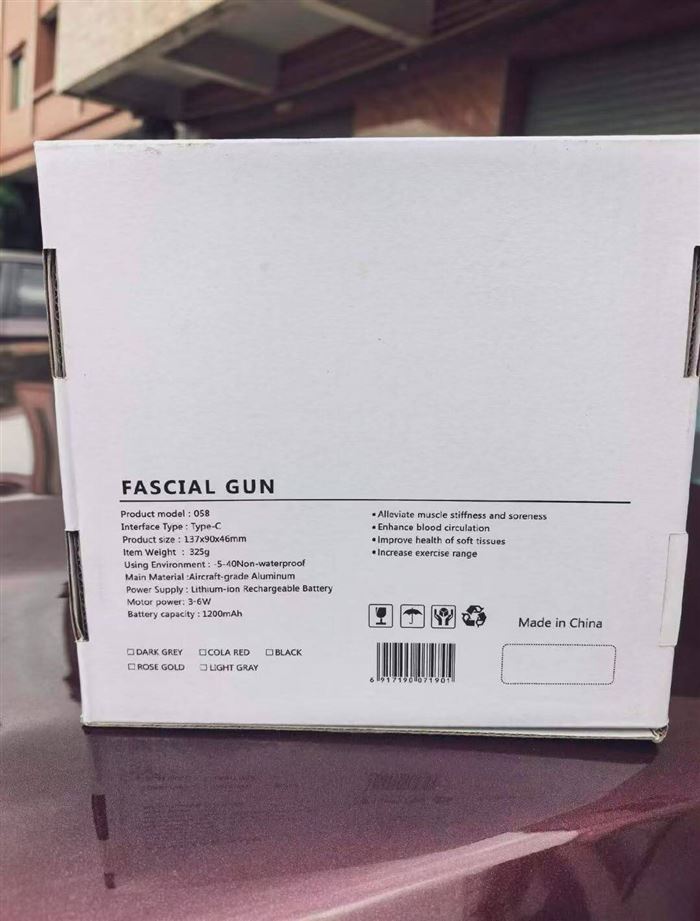 FASCIAL GUN
Product model : 058
Interface Type : Type-C
Product size : 137x90x46mm
Item Weight : 325g
Using Environment : -5-40Non-waterproof
Main Material :Aircraft-grade Aluminum
Power Supply : Lithium-ion Rechargeable Battery
Motor power: 3-6W
Battery capacity : 1200mAh
•Alleviate muscle stiffness and soreness
•Enhance blood circulation
•Improve health of soft tissues
•Increase exercise range
Made in China
☐DARK GREY ☐COLA RED ☐BLACK
☐ROSE GOLD ☐LIGHT GRAY
6 917190 071901